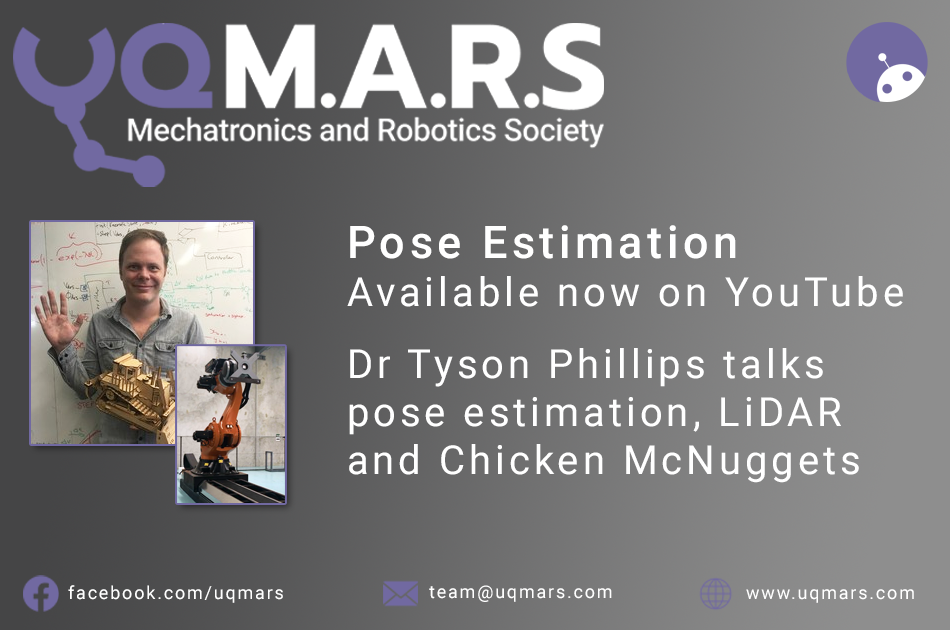 UQM.A.R.S
Mechatronics and Robotics Society
Pose Estimation
Available now on YouTube
Dr Tyson Phillips talks
pose estimation, LiDAR
and Chicken McNuggets
facebook.com/uqmars
team@uqmars.com
www.uqmars.com